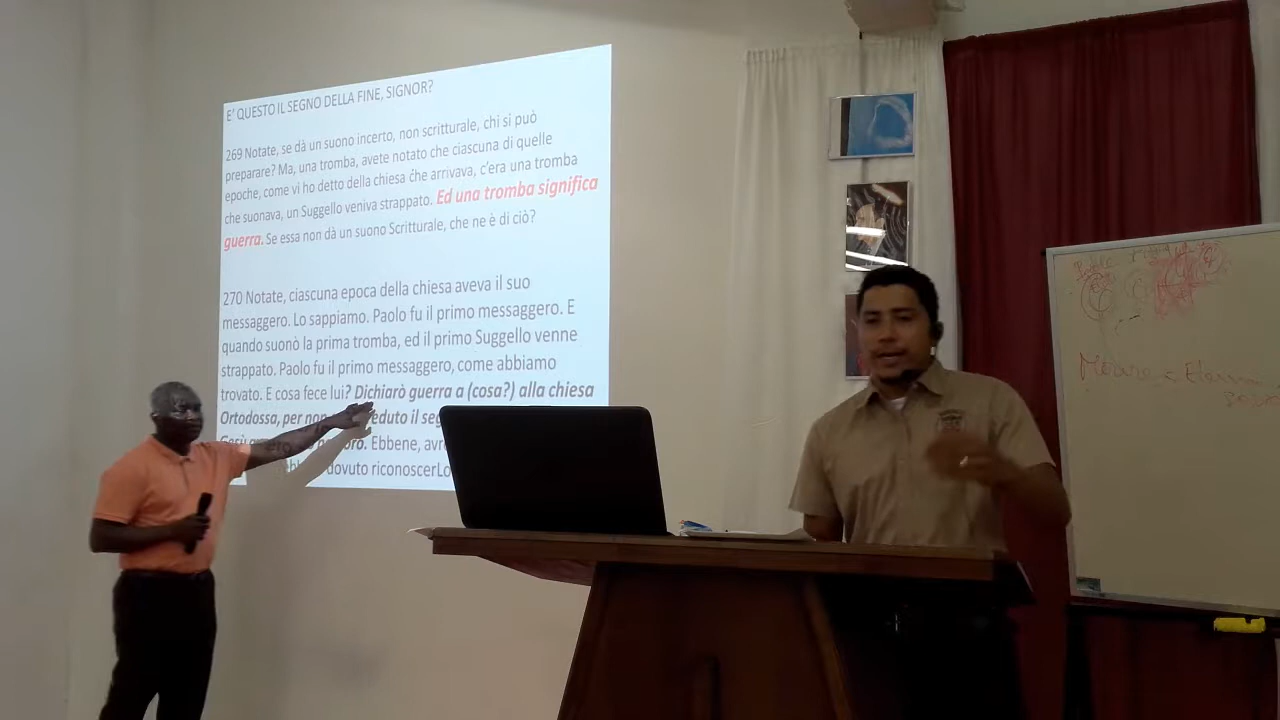 E' QUESTO IL SEGNO DELLA FINE, SIGNOR?
269 Notate, se dà un suono incerto, non scritturale, chi si può
preparare? Ma, una tromba, avete notato che ciascuna di quelle
epoche, come vi ho detto della chiesa che arrivava, c'era una tromba
che suonava, un Suggello veniva strappato. Ed una tromba significa
guerra. Se essa non dà un suono Scritturale, che ne è di ciò?
270 Notate, ciascuna epoca della chiesa aveva il suo
messaggero. Lo sappiamo. Paolo fu il primo messaggero. E
quando suonò la prima tromba, ed il primo Suggello venne
strappato. Paolo fu il primo messaggero, come abbiamo
trovato. E cosa fece lui? Dichiarò guerra a (cosa?) alla chiesa
Ortodossa, per non il
Ebbene,
dovuto riconoscerLo